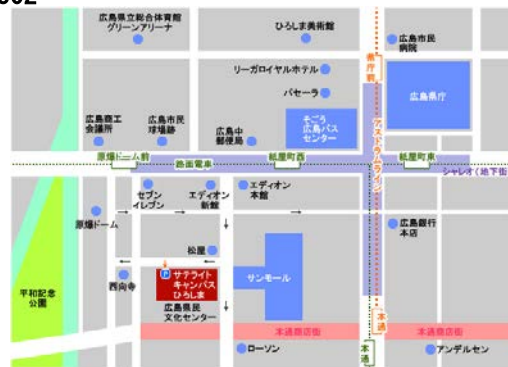 002
広島県立総合体育館
グリーンアリーナ
ひろしま美術館
広島市民
病院
県庁前
リーガロイヤルホテル
パセーラ
広島県庁
そごう
広島バス
センター
広島商工
会議所
広島市民
球場跡
広島中
郵便局
アストラムライン
原爆ドーム前
路面電車
紙屋町西
紙屋町東
シャレオ(地下街
セブン
イレブン
エディオン
新館
エディオン
本館
原爆ドーム
広島銀行
本店
松屋
平和記念
公園
西向寺
P
サテライト
キャンパス
ひろしま
サンモール
広島県民
文化センター
本通商店街
本通
本通
本通商店街
ローソン
アンデルセン